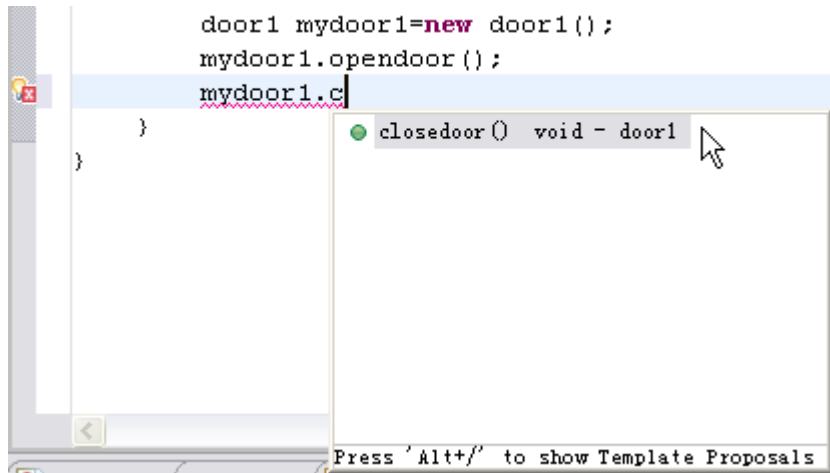 door1 mydoor1=new door1();
mydoor1.opendoor();
mydoor1.c
closedoor()  void - door1
}
}
Press 'Alt+/' to show Template Proposals